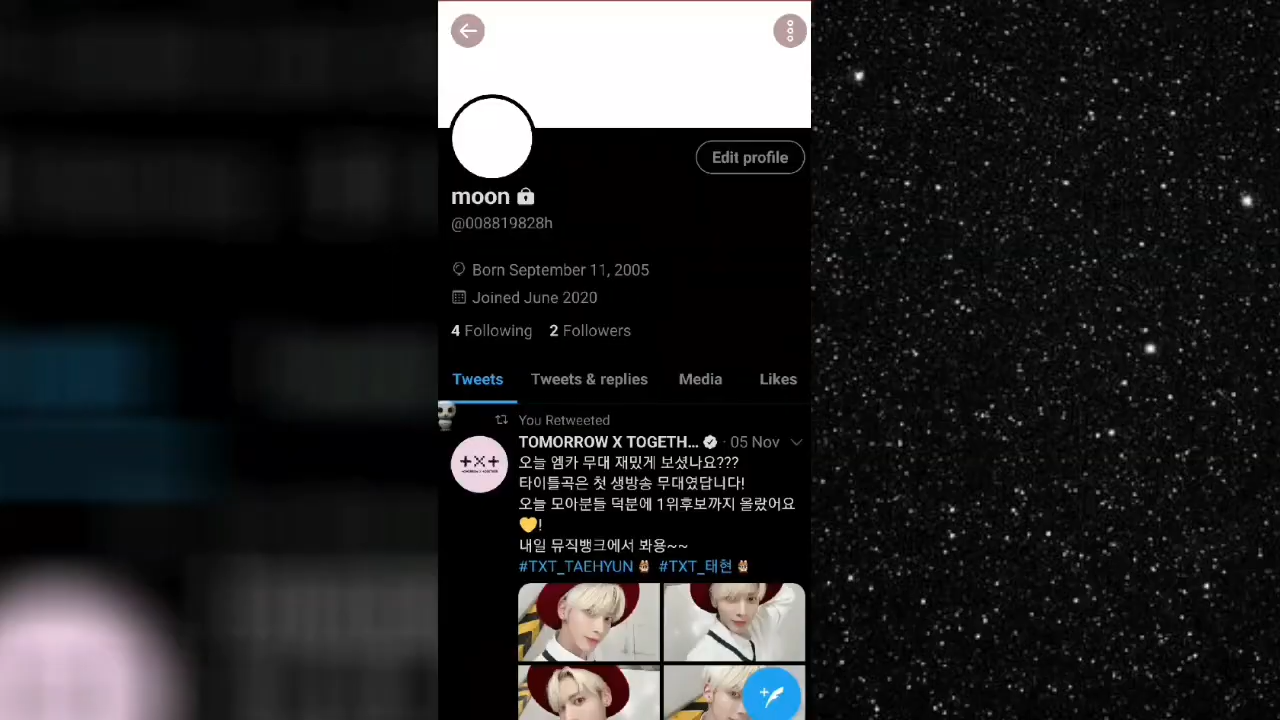 Edit profile
moon
@008819828h
Born September 11, 2005
Joined June 2020
4 Following 2 Followers
Tweets Tweets & replies Media Likes
You Retweeted
TOMORROW X TOGETH... · 05 Nov
오늘 엠카 무대 재밌게 보셨나요???
타이틀곡은 첫 생방송 무대였답니다!
오늘 모아분들 덕분에 1위후보까지 올랐어요
💛!
내일 뮤직뱅크에서 봐용~~
#TXT_TAEHYUN #TXT_태현